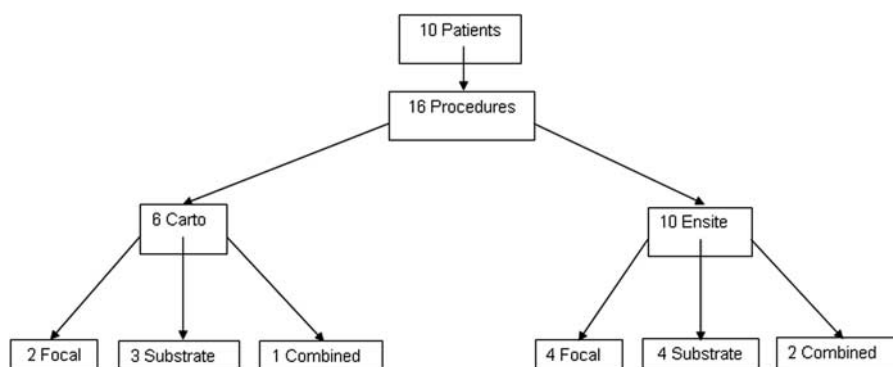 10 Patients
16 Procedures
6 Carto
10 Ensite
2 Focal
3 Substrate
1 Combined
4 Focal
4 Substrate
2 Combined